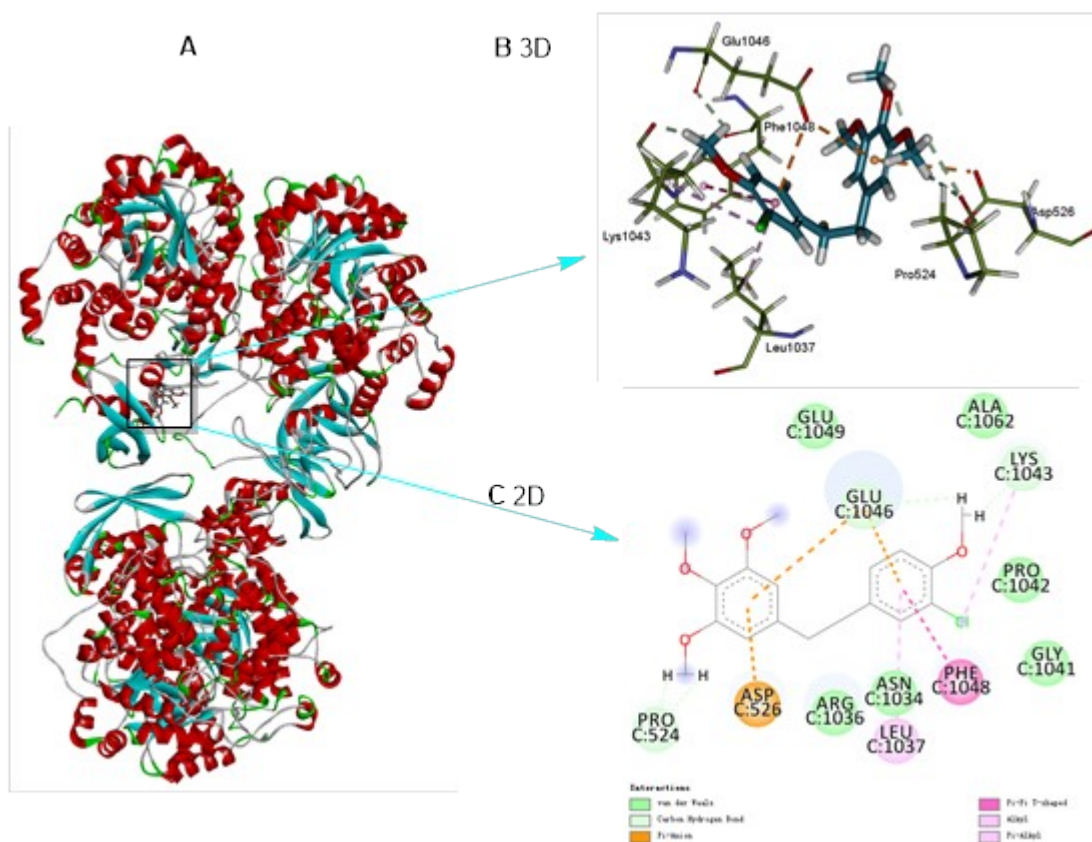 A
B 3D
Glu1046
Phe1048
Lys1043
Asp526
Pro524
Leu1037
C 2D
GLU
C:1049
ALA
C:1062
LYS
C:1043
GLU
C:1046
H
H
O
O
O
PRO
C:1042
Cl
O
H
H
GLY
C:1041
PHE
C:1048
ASN
C:1034
ASP
C:526
ARG
C:1036
PRO
C:524
LEU
C:1037
Interactions
van der Waals
Carbon Hydrogen Bond
Pi-Anion
Pi-Pi T-shaped
Alkyl
Pi-Alkyl